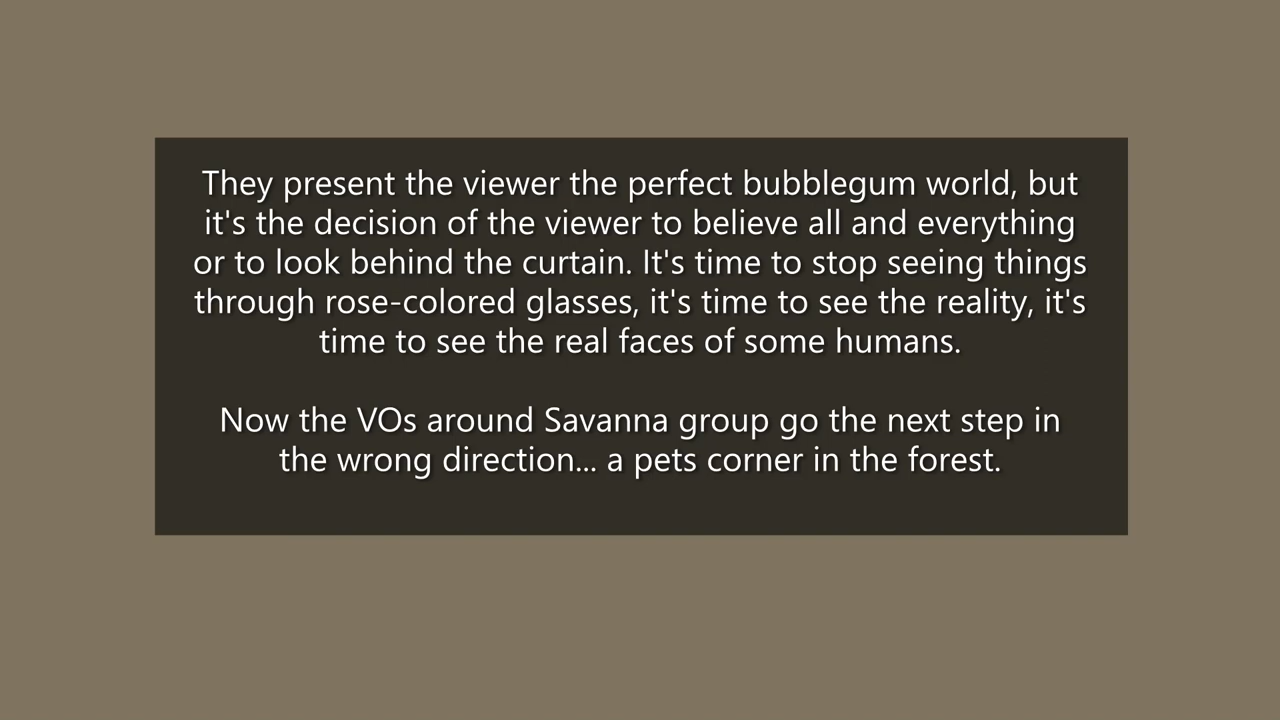 They present the viewer the perfect bubblegum world, but
it's the decision of the viewer to believe all and everything
or to look behind the curtain. It's time to stop seeing things
through rose-colored glasses, it's time to see the reality, it's
time to see the real faces of some humans.
Now the VOs around Savanna group go the next step in
the wrong direction... a pets corner in the forest.